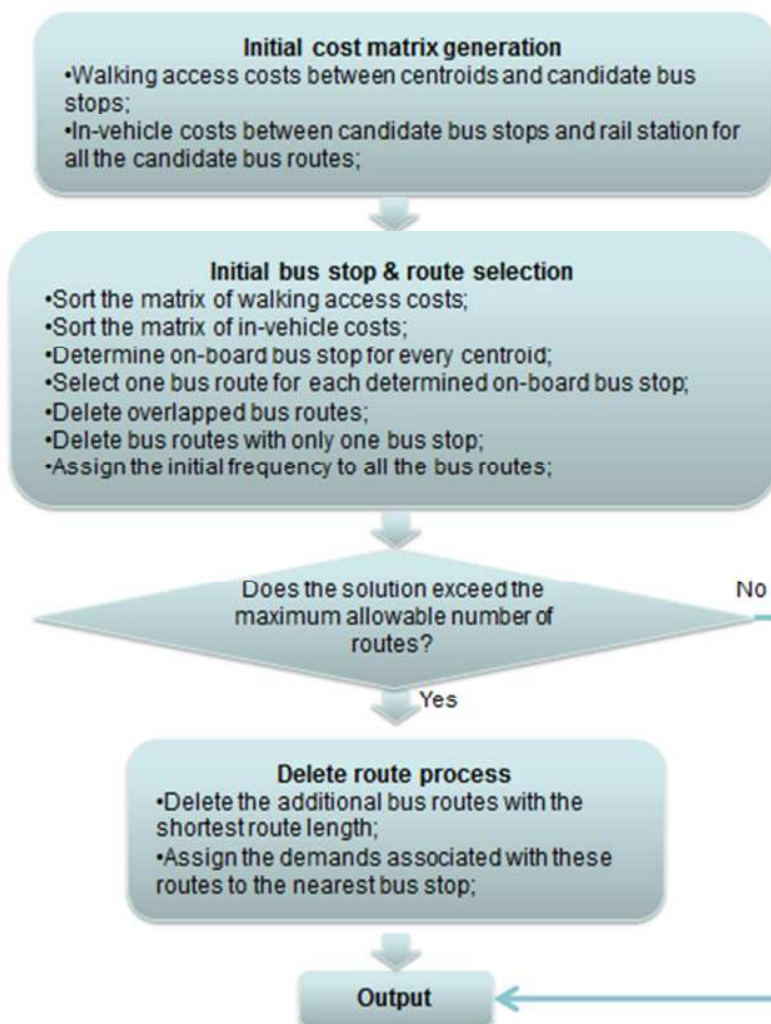 Initial cost matrix generation
•Walking access costs between centroids and candidate bus
stops;
•In-vehicle costs between candidate bus stops and rail station for
all the candidate bus routes;
Initial bus stop & route selection
•Sort the matrix of walking access costs;
•Sort the matrix of in-vehicle costs;
•Determine on-board bus stop for every centroid;
•Select one bus route for each determined on-board bus stop;
•Delete overlapped bus routes;
•Delete bus routes with only one bus stop;
•Assign the initial frequency to all the bus routes;
Does the solution exceed the
maximum allowable number of
routes?
No
Yes
Delete route process
•Delete the additional bus routes with the
shortest route length;
•Assign the demands associated with these
routes to the nearest bus stop;
Output